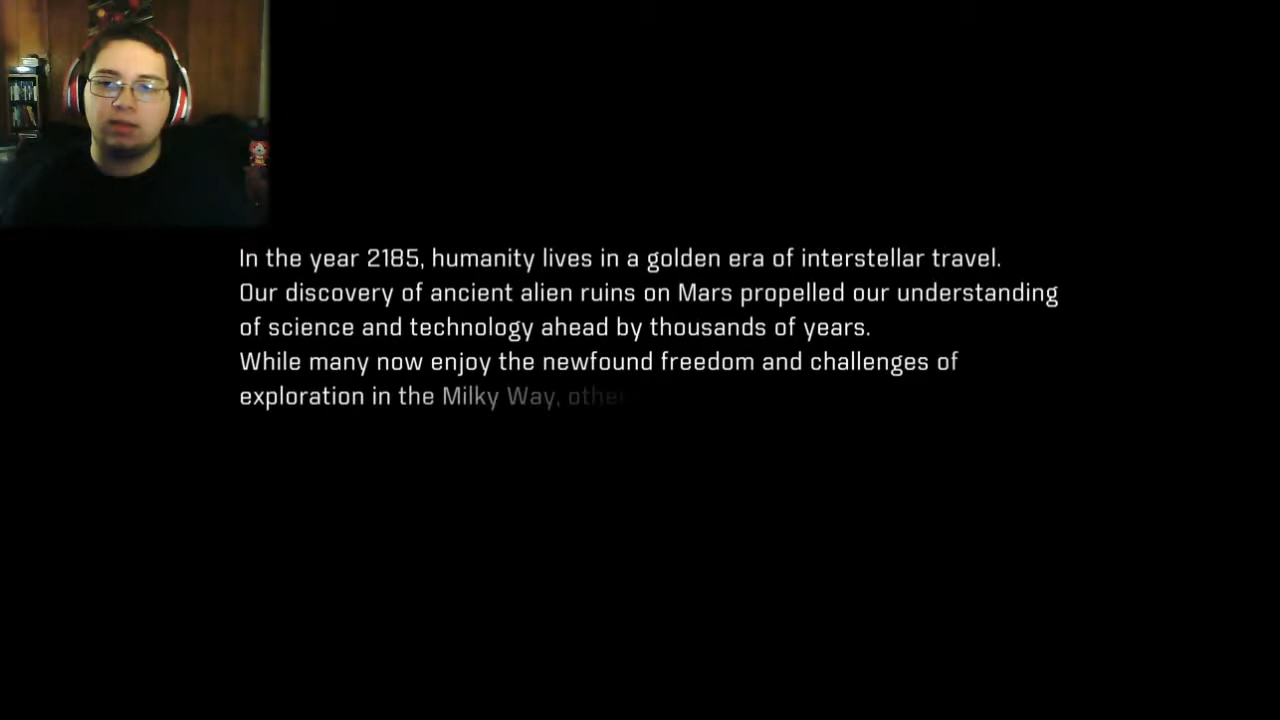 In the year 2185, humanity lives in a golden era of interstellar travel.
Our discovery of ancient alien ruins on Mars propelled our understanding
of science and technology ahead by thousands of years.
While many now enjoy the newfound freedom and challenges of
exploration in the Milky Way, other